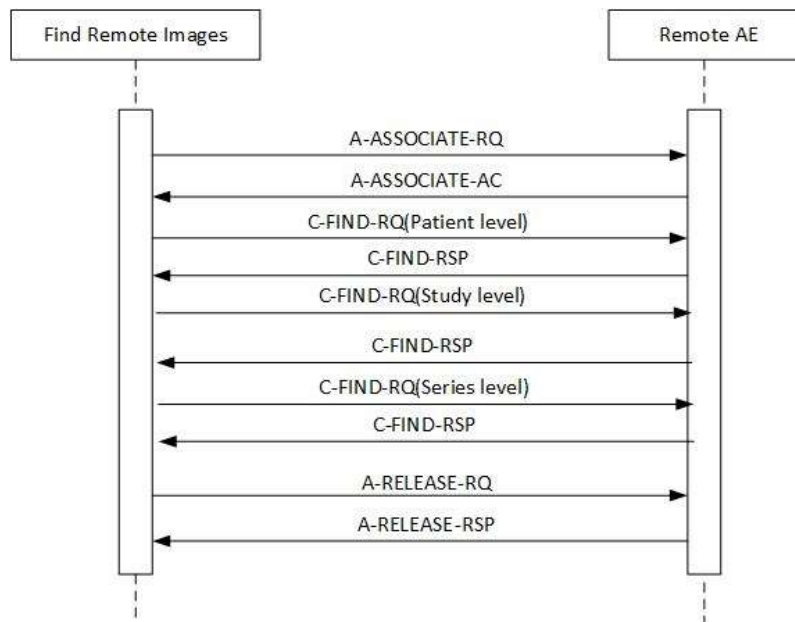 Find Remote Images
Remote AE
A-ASSOCIATE-RQ
A-ASSOCIATE-AC
C-FIND-RQ(Patient level)
C-FIND-RSP
C-FIND-RQ(Study level)
C-FIND-RSP
C-FIND-RQ(Series level)
C-FIND-RSP
A-RELEASE-RQ
A-RELEASE-RSP